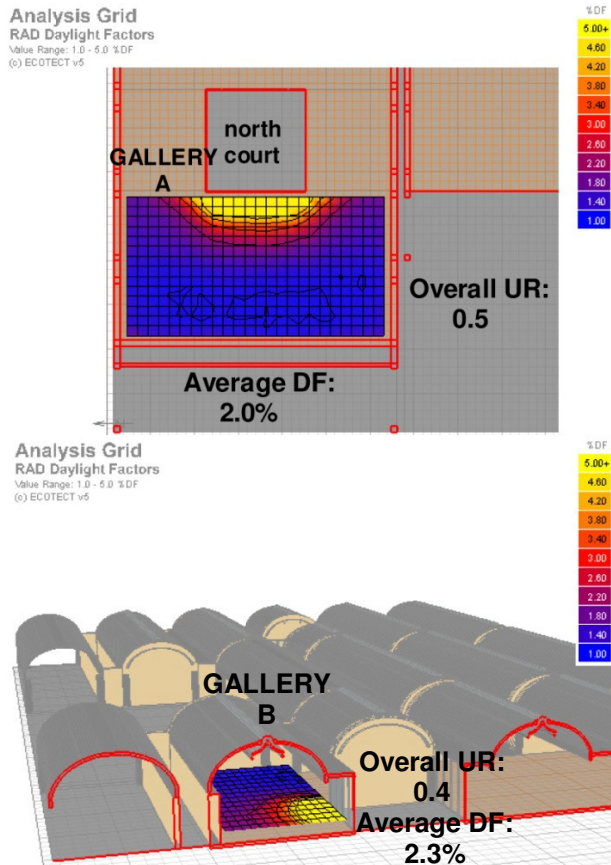 Analysis Grid
RAD Daylight Factors
Value Range: 1.0 - 5.0 %DF
(c) ECOTECT v5
%DF
5.00+
4.60
4.20
3.80
3.40
3.00
2.60
2.20
1.80
1.40
1.00
north
court
GALLERY
A
Overall UR:
0.5
Average DF:
2.0%
Analysis Grid
RAD Daylight Factors
Value Range: 1.0 - 5.0 %DF
(c) ECOTECT v5
%DF
5.00+
4.60
4.20
3.80
3.40
3.00
2.60
2.20
1.80
1.40
1.00
GALLERY
B
Overall UR:
0.4
Average DF:
2.3%